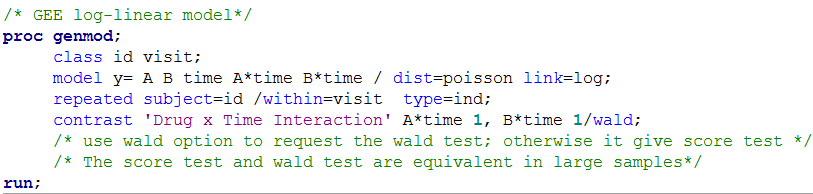 /* GEE log-linear model*/
proc genmod;
class id visit;
model y= A B time A*time B*time / dist=poisson link=log;
repeated subject=id /within=visit  type=ind;
contrast 'Drug x Time Interaction' A*time 1, B*time 1/wald;
/* use wald option to request the wald test; otherwise it give score test */
/* The score test and wald test are equivalent in large samples*/
run;